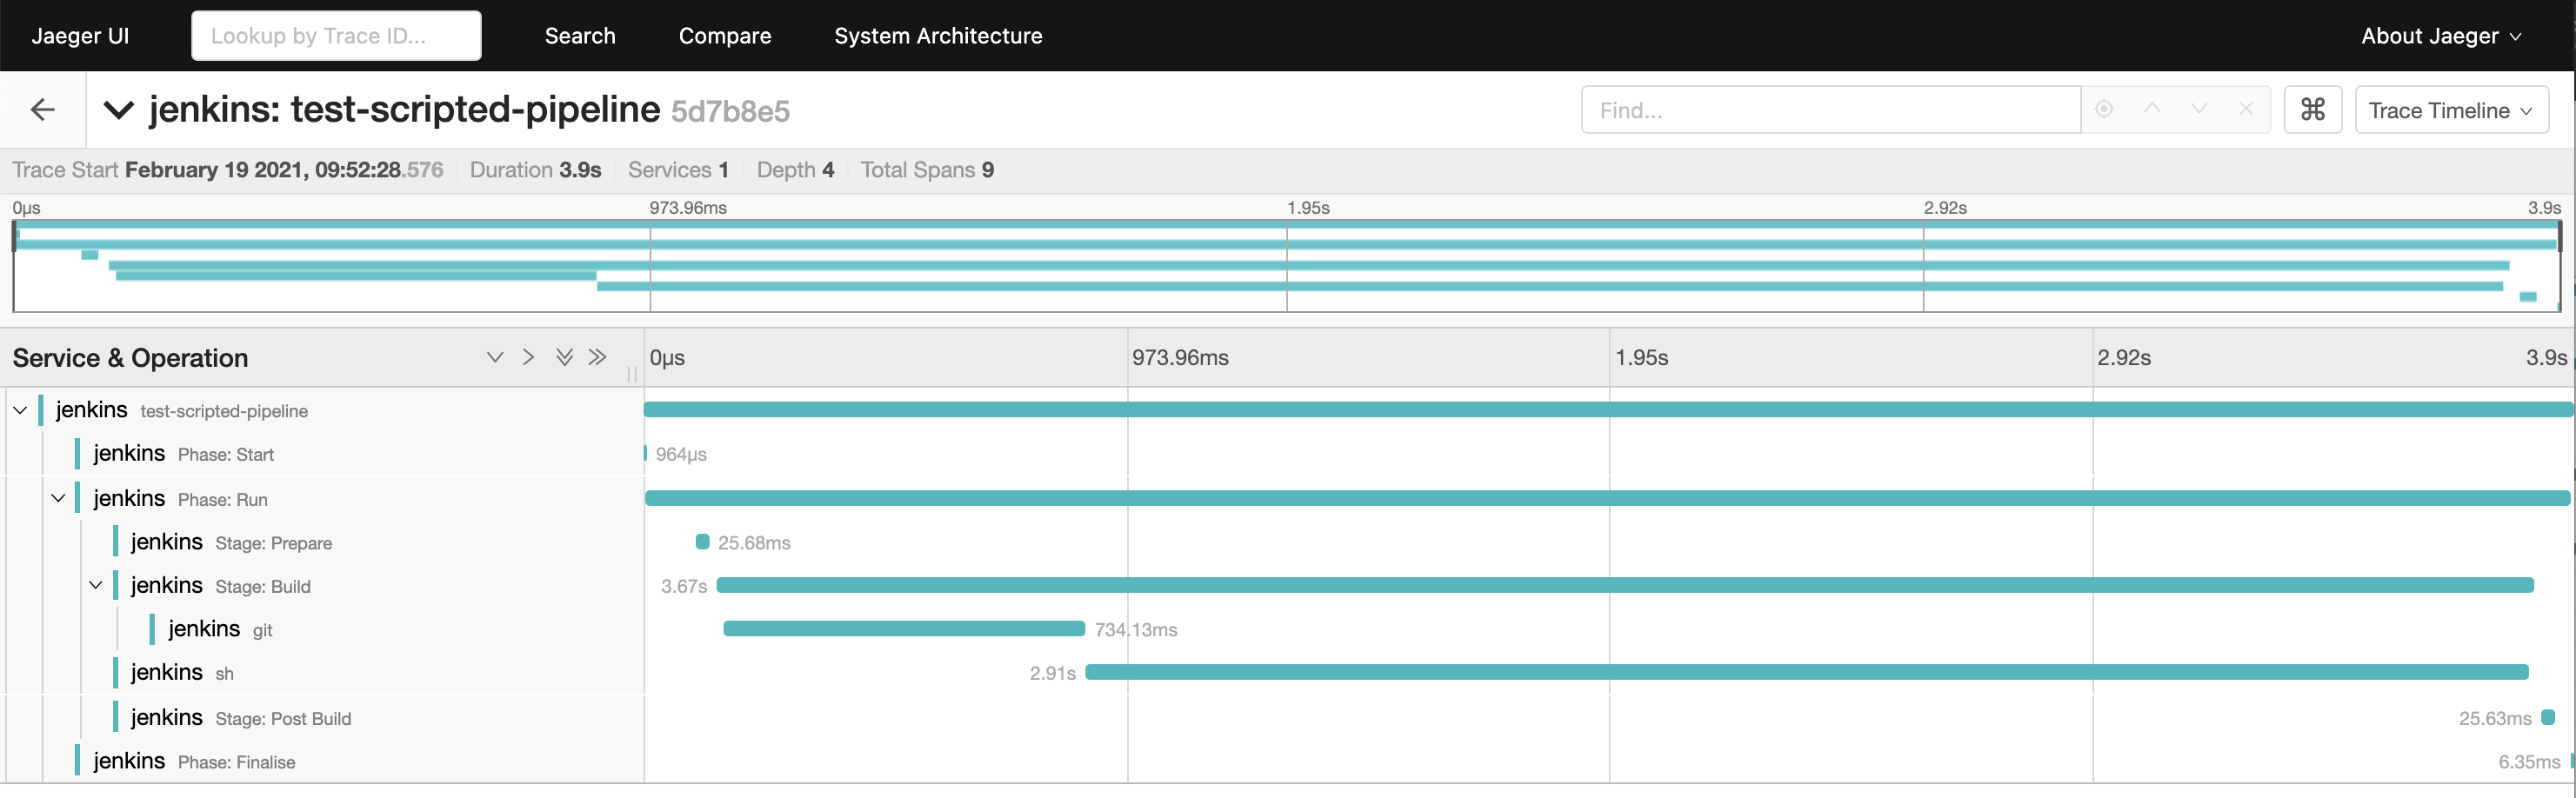 Jaeger UI Lookup by Trace ID... Search Compare System Architecture About Jaeger
jenkins: test-scripted-pipeline 5d7b8e5 Find... ⌘ Trace Timeline
Trace Start February 19 2021, 09:52:28.576 Duration 3.9s Services 1 Depth 4 Total Spans 9
0μs 973.96ms 1.95s 2.92s 3.9s
Service & Operation 0μs 973.96ms 1.95s 2.92s 3.9s
jenkins test-scripted-pipeline
jenkins Phase: Start 964μs
jenkins Phase: Run
jenkins Stage: Prepare 25.68ms
jenkins Stage: Build 3.67s
jenkins git 734.13ms
jenkins sh 2.91s
jenkins Stage: Post Build 25.63ms
jenkins Phase: Finalise 6.35ms